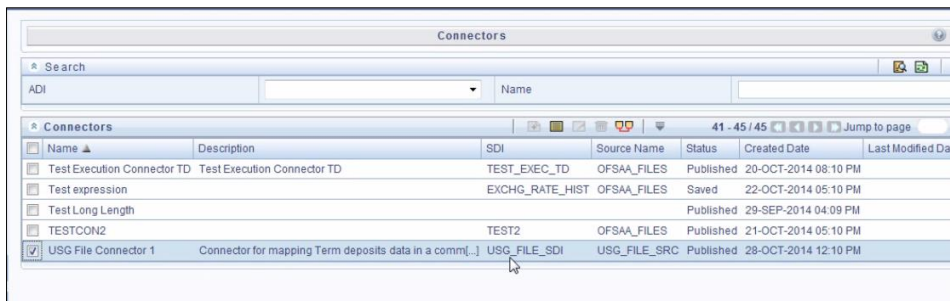 Connectors
Search
ADI Name
Connectors 41 - 45 / 45 Jump to page
Name Description SDI Source Name Status Created Date Last Modified Da
Test Execution Connector TD Test Execution Connector TD TEST_EXEC_TD OFSAA_FILES Published 20-OCT-2014 08:10 PM
Test expression EXCHG_RATE_HIST OFSAA_FILES Saved 22-OCT-2014 05:10 PM
Test Long Length Published 29-SEP-2014 04:09 PM
TESTCON2 TEST2 OFSAA_FILES Published 21-OCT-2014 05:10 PM
USG File Connector 1 Connector for mapping Term deposits data in a comm[...] USG_FILE_SDI USG_FILE_SRC Published 28-OCT-2014 12:10 PM